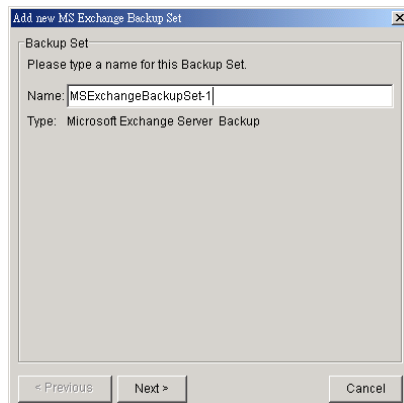 Add new MS Exchange Backup Set
Backup Set
Please type a name for this Backup Set.
Name: MSExchangeBackupSet-1
Type: Microsoft Exchange Server Backup
< Previous Next > Cancel